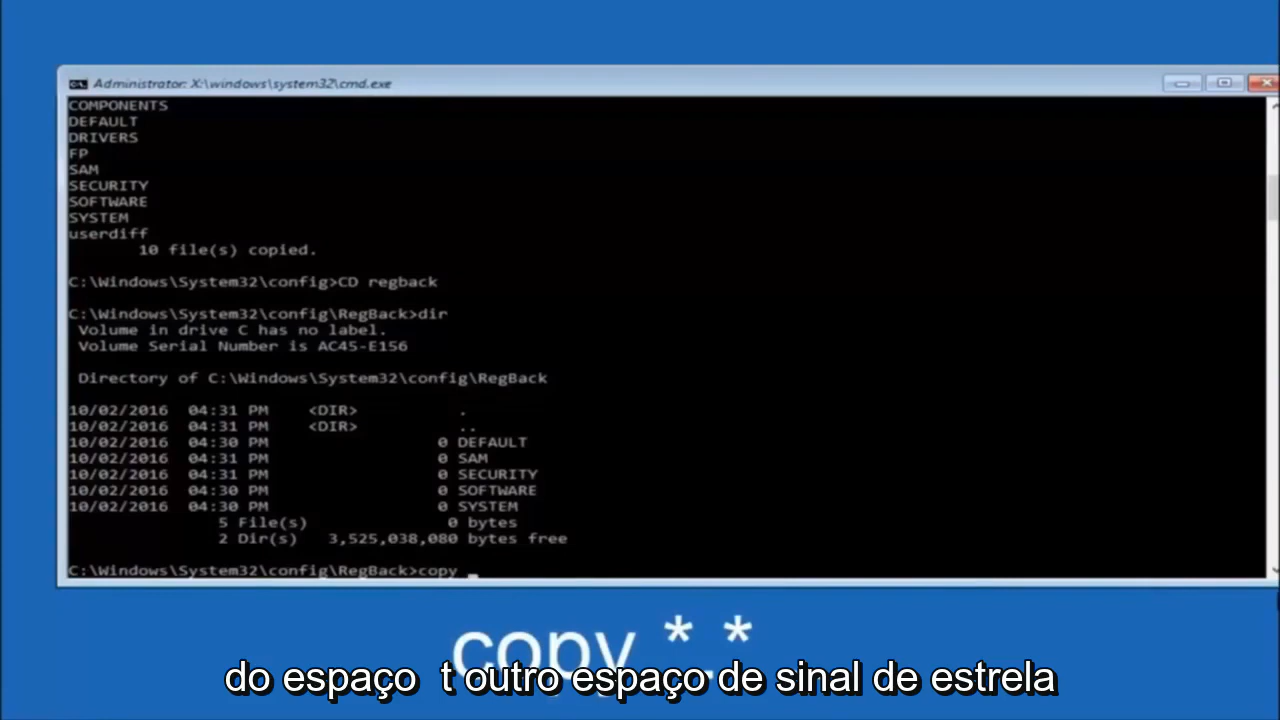 Administrator: X:\windows\system32\cmd.exe
COMPONENTS
DEFAULT
DRIVERS
FP
SAM
SECURITY
SOFTWARE
SYSTEM
userdiff
10 file(s) copied.
C:\Windows\System32\config>CD regback
C:\Windows\System32\config\RegBack>dir
Volume in drive C has no label.
Volume Serial Number is AC45-E156
Directory of C:\Windows\System32\config\RegBack
10/02/2016 04:31 PM <DIR> .
10/02/2016 04:31 PM <DIR> ..
10/02/2016 04:30 PM 0 DEFAULT
10/02/2016 04:31 PM 0 SAM
10/02/2016 04:31 PM 0 SECURITY
10/02/2016 04:30 PM 0 SOFTWARE
10/02/2016 04:30 PM 0 SYSTEM
5 File(s) 0 bytes
2 Dir(s) 3,525,038,080 bytes free
C:\Windows\System32\config\RegBack>copy _
copy *.*
do espaço t outro espaço de sinal de estrela